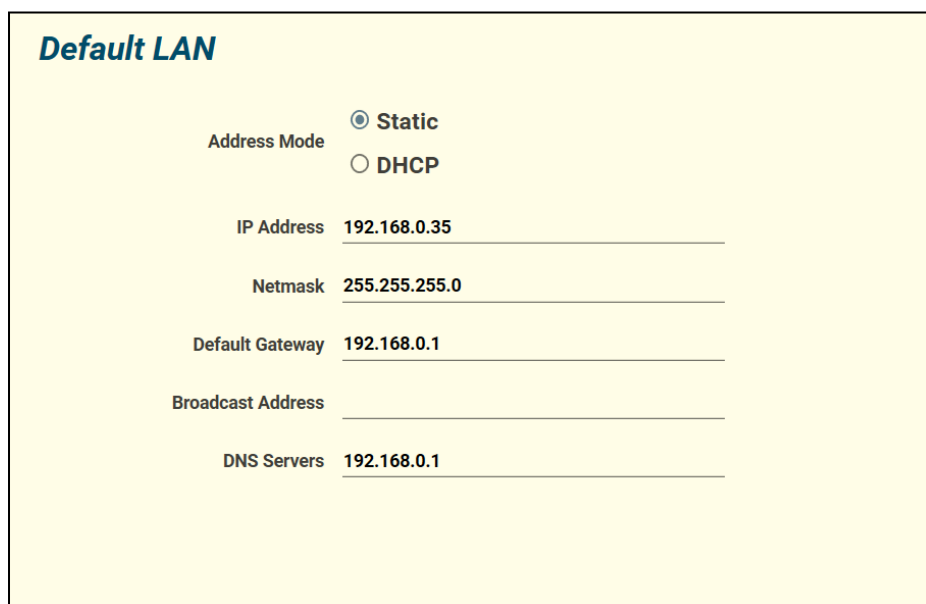 Default LAN
Address Mode
Static
DHCP
IP Address 192.168.0.35
Netmask 255.255.255.0
Default Gateway 192.168.0.1
Broadcast Address
DNS Servers 192.168.0.1